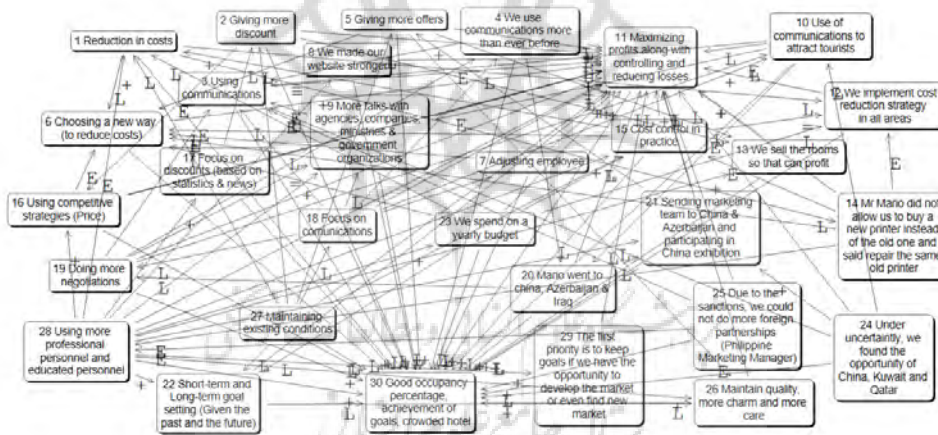 1 Reduction in costs
2 Giving more
discount
5 Giving more offers
4 We use
communications more
than ever before
10 Use of
communications to
attract tourists
8 We made our
website stronger
11 Maximizing
profits along with
controlling and
reducing losses
3 Using
communications
9 More talks with
agencies, companies,
ministries &
government
organizations
12 We implement cost
reduction strategy
in all areas
6 Choosing a new way
(to reduce costs)
15 Cost control in
practice
17 Focus on
discounts (based on
statistics & news)
7 Adjusting employee
13 We sell the rooms
so that can profit
16 Using competitive
strategies (Price)
18 Focus on
comunications
23 We spend on a
yearly budget
21 Sending marketing
team to China &
Azerbaijan and
participating in
China exhibition
14 Mr Mario did not
allow us to buy a
new printer instead
of the old one and
said repair the same
old printer
19 Doing more
negotiations
20 Mario went to
china, Azerbaijan &
Iraq
25 Due to the
sanctions, we could
not do more foreign
partnerships
(Philippine
Marketing Manager)
27 Maintaining
existing conditions
28 Using more
professional
personnel and
educated personnel
29 The first
priority is to keep
goals if we have the
opportunity to
develop the market
or even find new
market
24 Under
uncertaintly, we
found the
opportunity of
China, Kuwait and
Qatar
22 Short-term and
Long-term goal
setting (Given the
past and the future)
30 Good occupancy
percentage,
achievement of
goals, crowded hotel
26 Maintain quality,
more charm and more
care